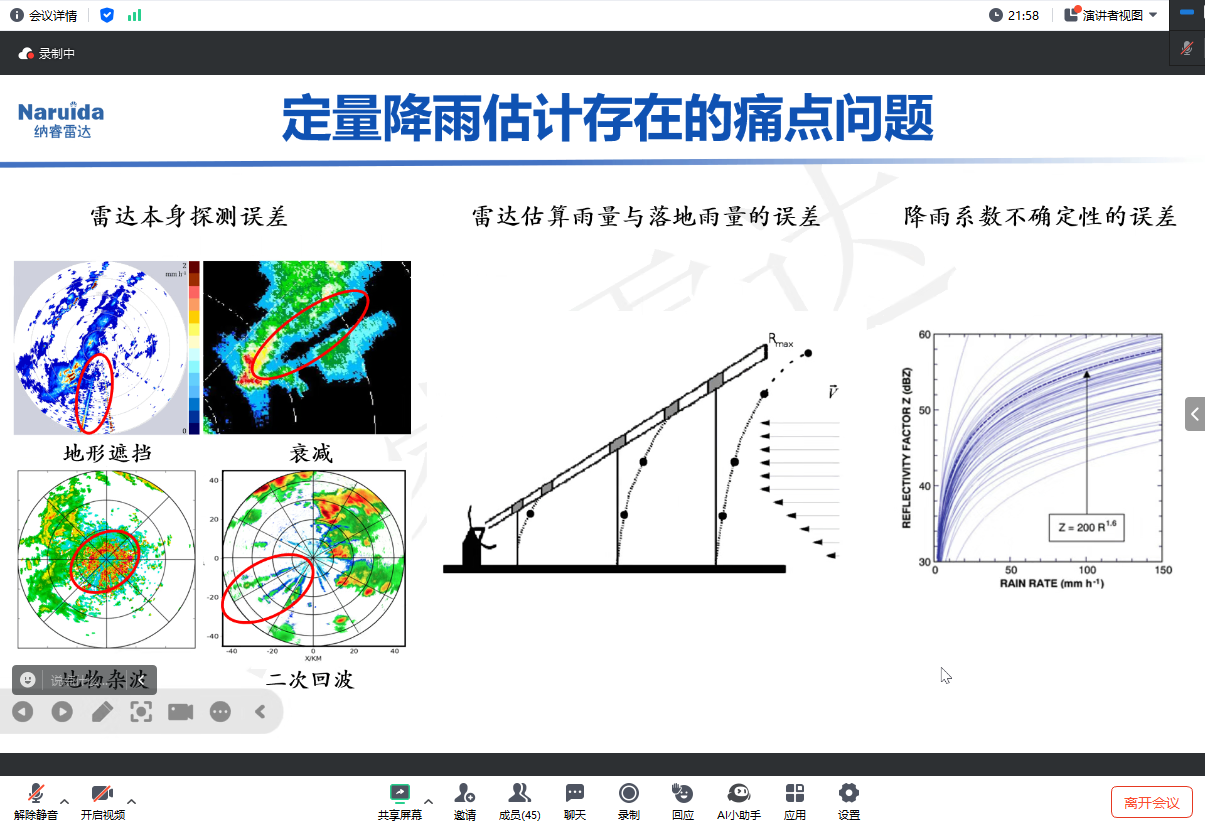 会议详情
21:58
演讲者视图
录制中
Naruida
纳睿雷达
定量降雨估计存在的痛点问题
雷达本身探测误差
雷达估算雨量与落地雨量的误差
降雨系数不确定性的误差
2
mm h⁻¹
0
地形遮挡
衰减
40
20
0
-20
-40
-40 -20 0 20 40
X/KM
地物杂波
二次回波
Rmax
V
REFLECTIVITY FACTOR Z (dBZ)
60
50
40
30
Z = 200 R¹·⁶
0 50 100 150
RAIN RATE (mm h⁻¹)
解除静音
开启视频
共享屏幕
邀请
成员(45)
聊天
录制
回应
AI小助手
应用
设置
离开会议